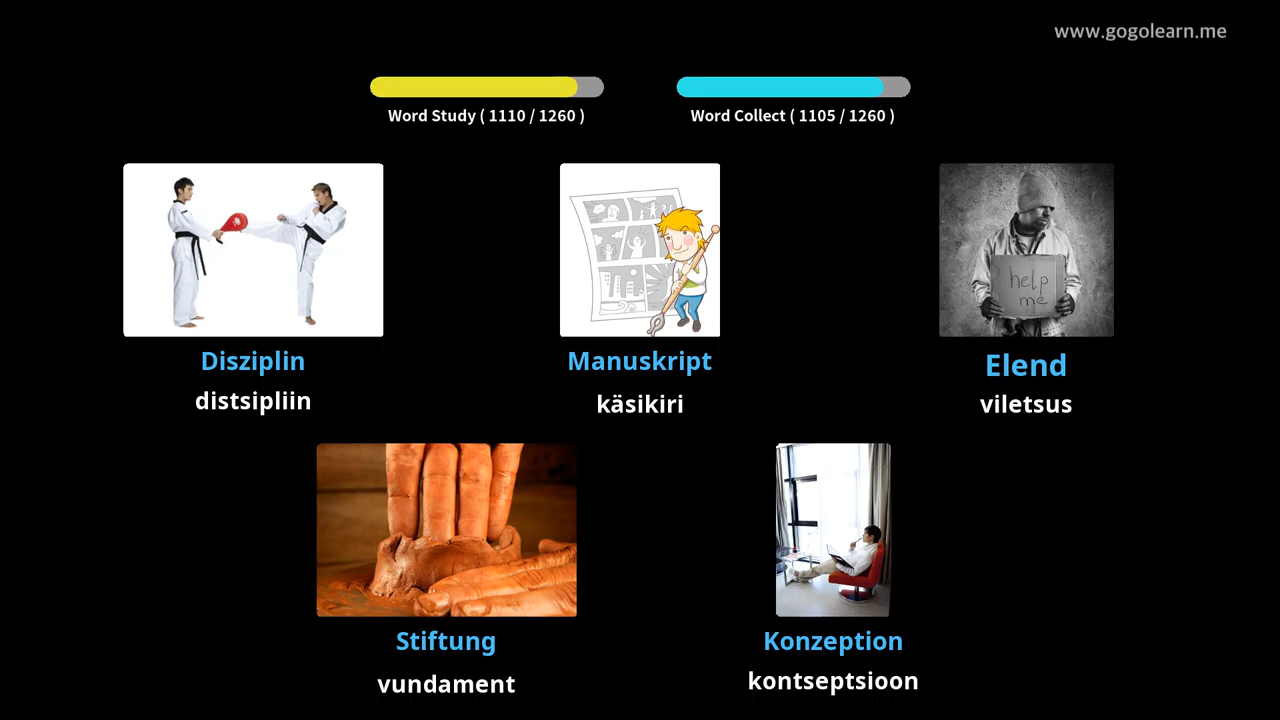 www.gogolearn.me
Word Study ( 1110 / 1260 )
Word Collect ( 1105 / 1260 )
help
me
Disziplin
distsipliin
Manuskript
käsikiri
Elend
viletsus
Stiftung
vundament
Konzeption
kontseptsioon